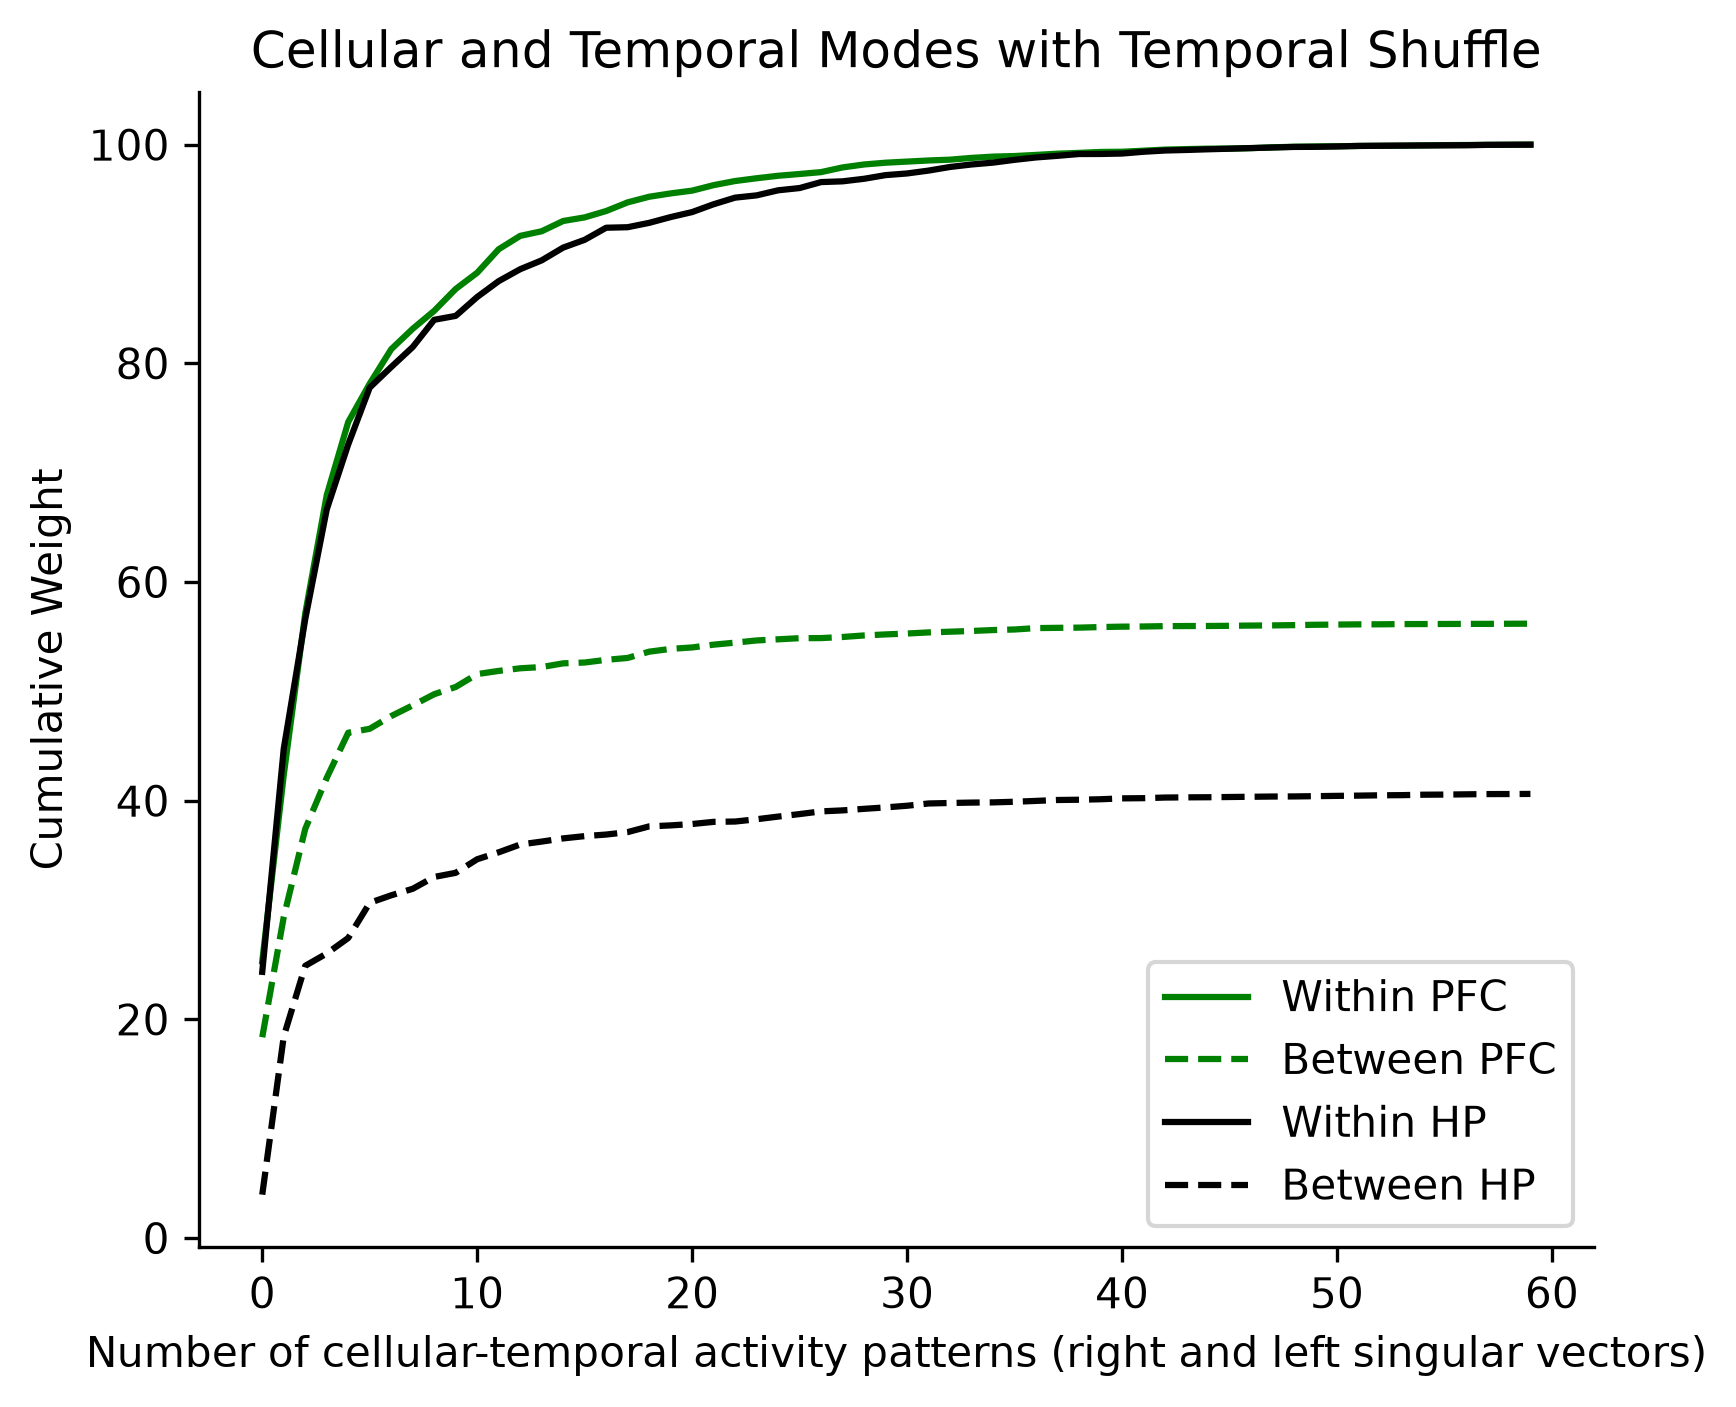 Cellular and Temporal Modes with Temporal Shuffle
100
80
60
40
20
0
Cumulative Weight
Within PFC
Between PFC
Within HP
Between HP
0 10 20 30 40 50 60
Number of cellular-temporal activity patterns (right and left singular vectors)